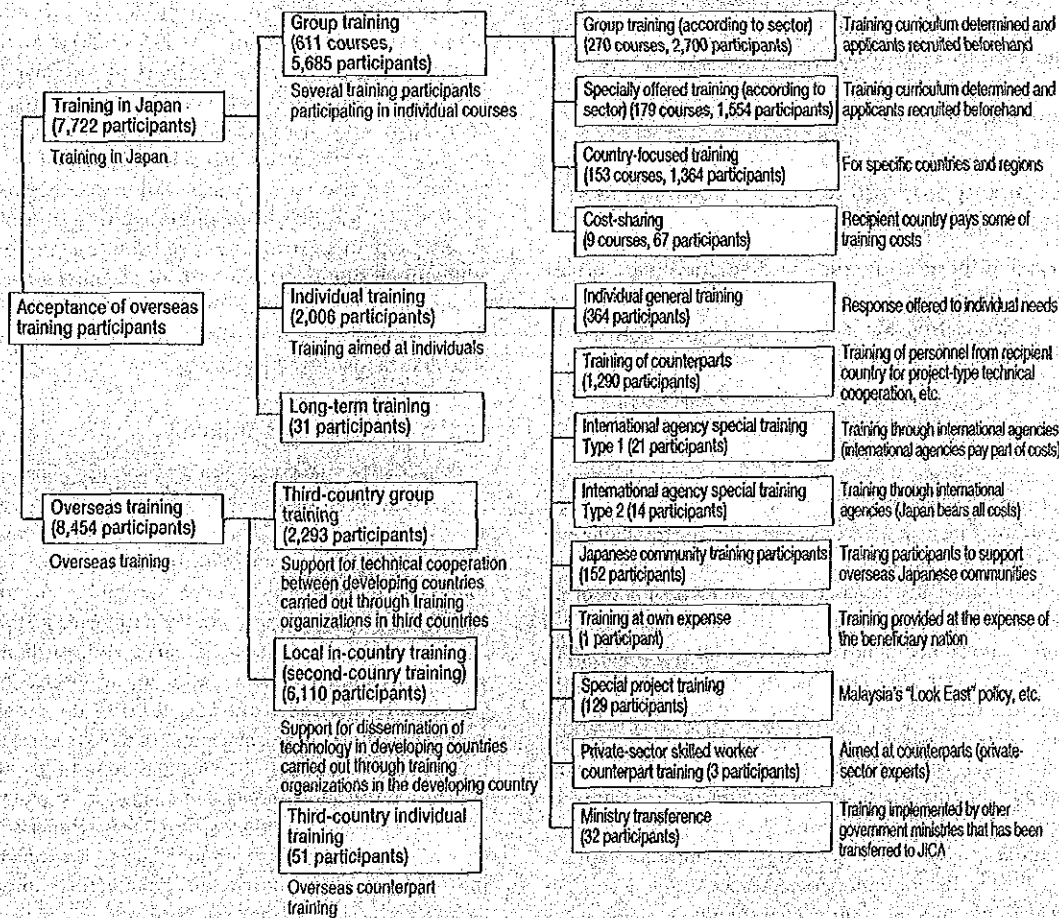 Acceptance of overseas
training participants
Training in Japan
(7,722 participants)
Training in Japan
Group training
(611 courses,
5,685 participants)
Several training participants
participating in individual courses
Group training (according to sector)
(270 courses, 2,700 participants)
Training curriculum determined and
applicants recruited beforehand
Specially offered training (according to
sector) (179 courses, 1,554 participants)
Training curriculum determined and
applicants recruited beforehand
Country-focused training
(153 courses, 1,364 participants)
For specific countries and regions
Cost-sharing
(9 courses, 67 participants)
Recipient country pays some of
training costs
Individual training
(2,006 participants)
Training aimed at individuals
Individual general training
(364 participants)
Response offered to individual needs
Training of counterparts
(1,290 participants)
Training of personnel from recipient
country for project-type technical
cooperation, etc.
International agency special training
Type 1 (21 participants)
Training through international agencies
(international agencies pay part of costs)
International agency special training
Type 2 (14 participants)
Training through international
agencies (Japan bears all costs)
Japanese community training participants
(152 participants)
Training participants to support
overseas Japanese communities
Training at own expense
(1 participant)
Training provided at the expense of
the beneficiary nation
Special project training
(129 participants)
Malaysia's "Look East" policy, etc.
Private-sector skilled worker
counterpart training (3 participants)
Aimed at counterparts (private-
sector experts)
Ministry transference
(32 participants)
Training implemented by other
government ministries that has been
transferred to JICA
Long-term training
(31 participants)
Overseas training
(8,454 participants)
Overseas training
Third-country group
training
(2,293 participants)
Support for technical cooperation
between developing countries
carried out through training
organizations in third countries
Local in-country training
(second-counry training)
(6,110 participants)
Support for dissemination of
technology in developing countries
carried out through training
organizations in the developing country
Third-country individual
training
(51 participants)
Overseas counterpart
training